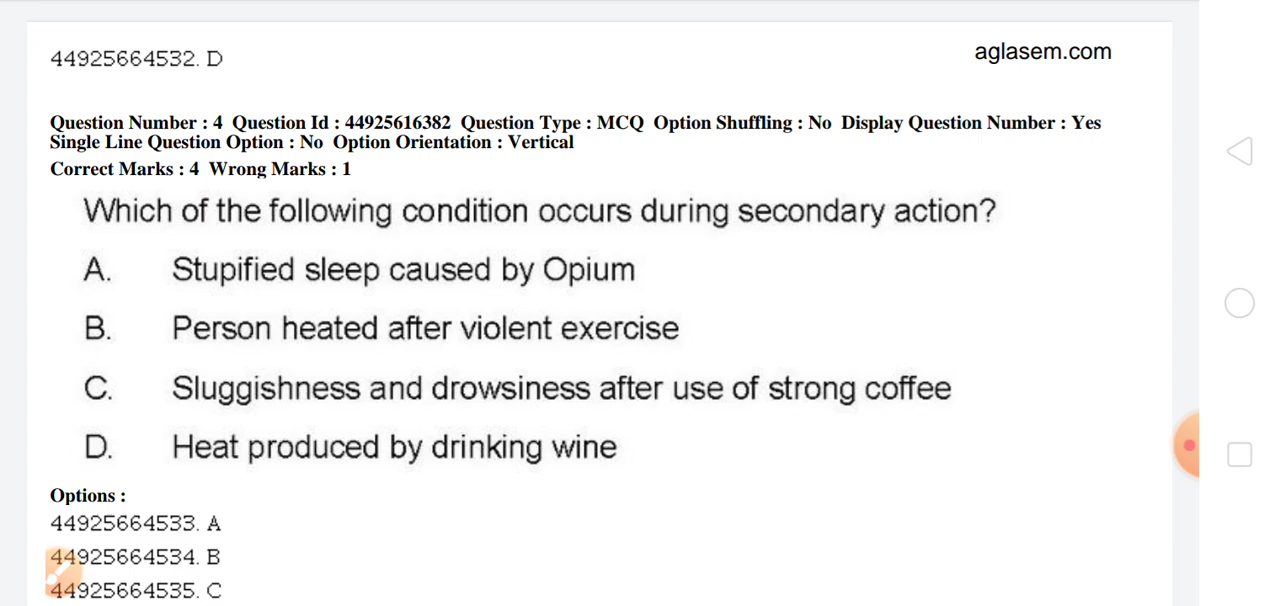 44925664532. D
aglasem.com
Question Number : 4 Question Id : 44925616382 Question Type : MCQ Option Shuffling : No Display Question Number : Yes
Single Line Question Option : No Option Orientation : Vertical
Correct Marks : 4 Wrong Marks : 1
Which of the following condition occurs during secondary action?
A. Stupified sleep caused by Opium
B. Person heated after violent exercise
C. Sluggishness and drowsiness after use of strong coffee
D. Heat produced by drinking wine
Options :
44925664533. A
44925664534. B
44925664535. C